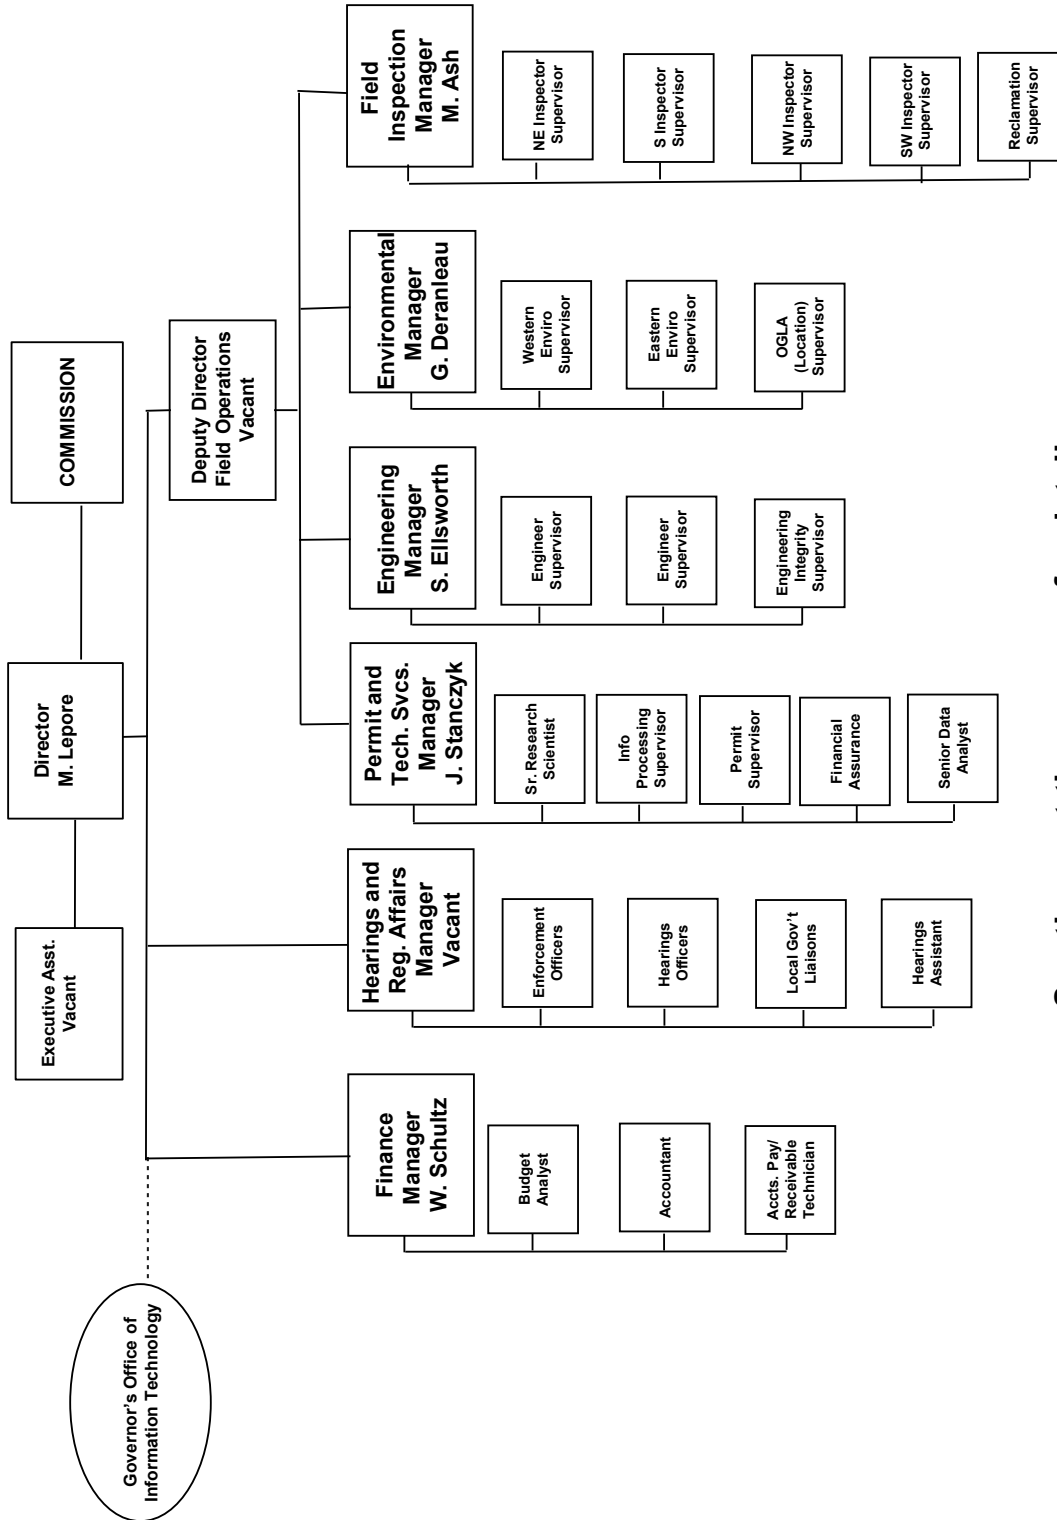 COMMISSION
Director
M. Lepore
Executive Asst.
Vacant
Governor's Office of
Information Technology
Deputy Director
Field Operations
Vacant
Finance
Manager
W. Schultz
Budget
Analyst
Accountant
Accts. Pay/
Receivable
Technician
Hearings and
Reg. Affairs
Manager
Vacant
Enforcement
Officers
Hearings
Officers
Local Gov't
Liaisons
Hearings
Assistant
Permit and
Tech. Svcs.
Manager
J. Stanczyk
Sr. Research
Scientist
Info
Processing
Supervisor
Permit
Supervisor
Financial
Assurance
Senior Data
Analyst
Engineering
Manager
S. Ellsworth
Engineer
Supervisor
Engineer
Supervisor
Engineering
Integrity
Supervisor
Environmental
Manager
G. Deranleau
Western
Enviro
Supervisor
Eastern
Enviro
Supervisor
OGLA
(Location)
Supervisor
Field
Inspection
Manager
M. Ash
NE Inspector
Supervisor
S Inspector
Supervisor
NW Inspector
Supervisor
SW Inspector
Supervisor
Reclamation
Supervisor